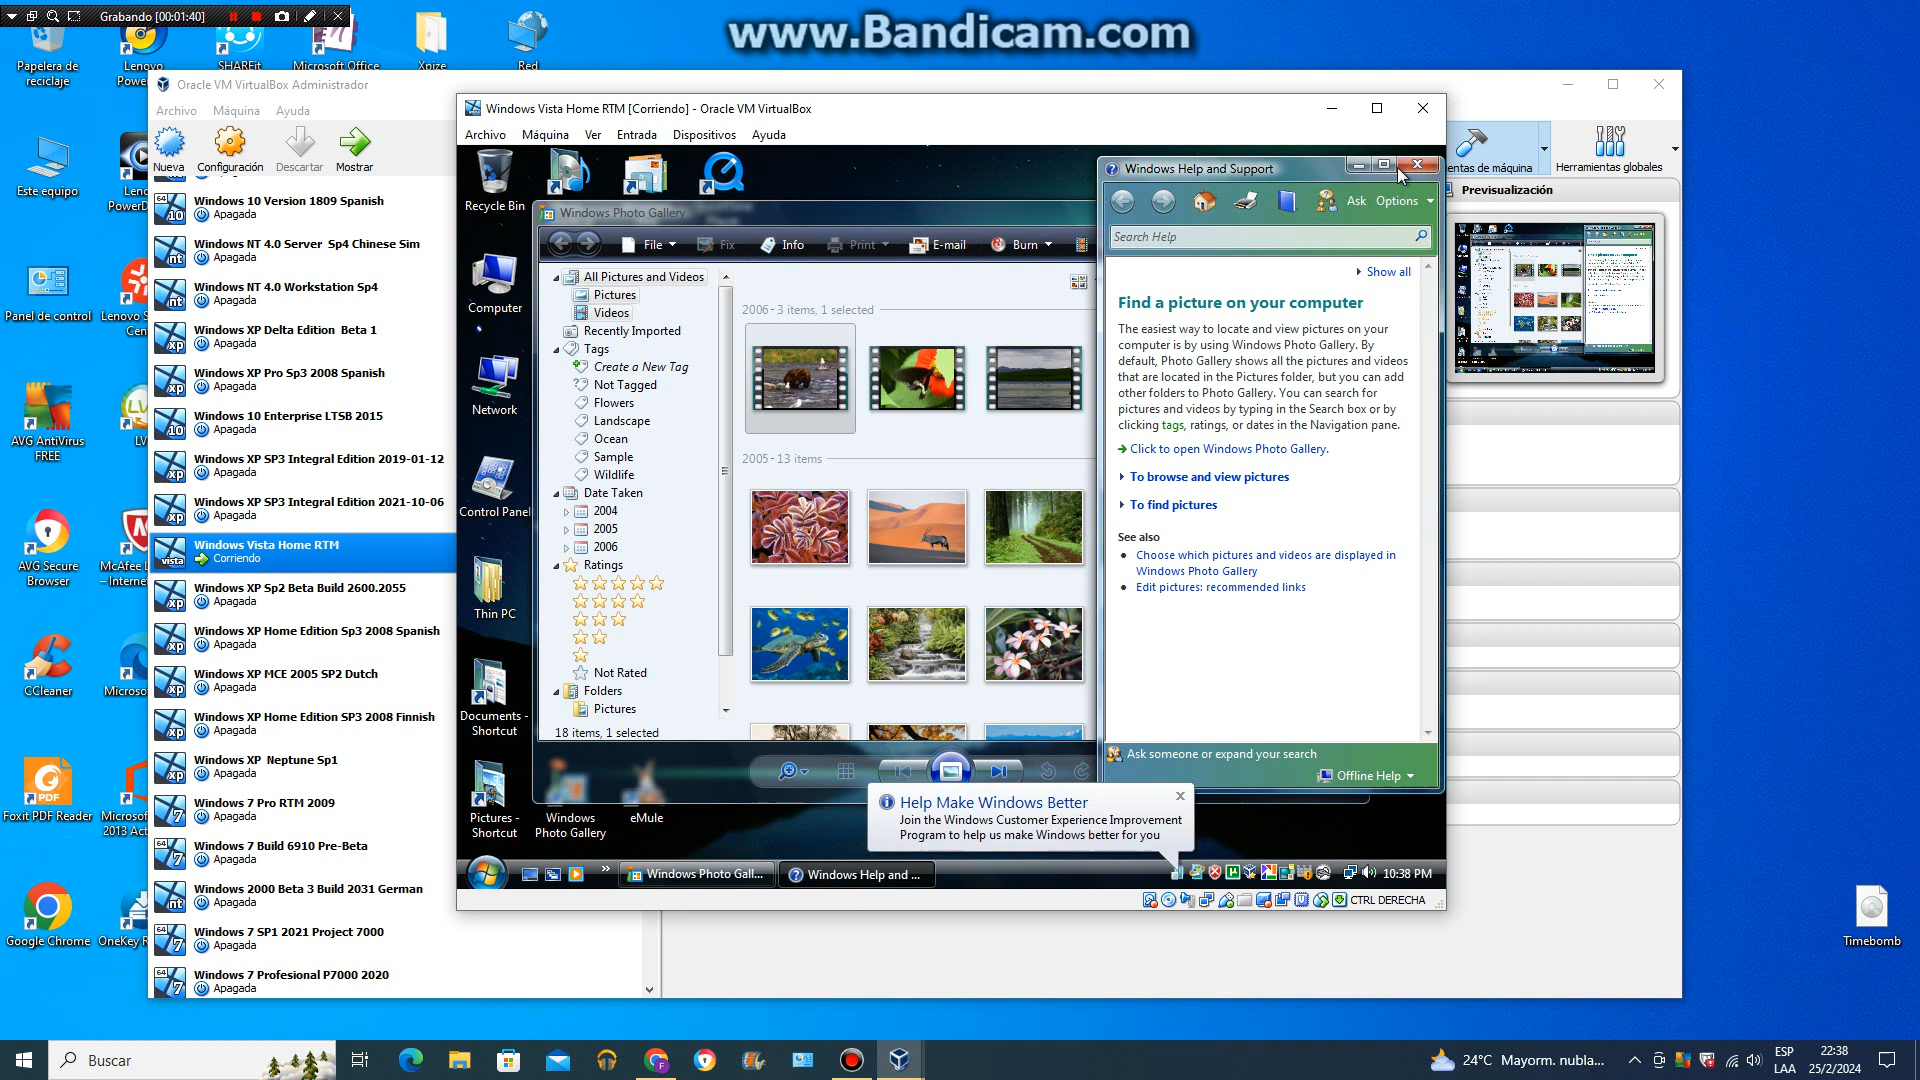 Grabando [00:01:40]
www.Bandicam.com
Papelera de reciclaje
Lenovo Power
SHAREit
Microsoft Office
Xpize
Red
Este equipo
Panel de control
AVG AntiVirus FREE
AVG Secure Browser
CCleaner
Foxit PDF Reader
Google Chrome
Timebomb
Oracle VM VirtualBox Administrador
Archivo Máquina Ayuda
Nueva Configuración Descartar Mostrar
Herramientas globales
Previsualización
Windows 10 Version 1809 Spanish
Apagada
Windows NT 4.0 Server Sp4 Chinese Sim
Apagada
Windows NT 4.0 Workstation Sp4
Apagada
Windows XP Delta Edition Beta 1
Apagada
Windows XP Pro Sp3 2008 Spanish
Apagada
Windows 10 Enterprise LTSB 2015
Apagada
Windows XP SP3 Integral Edition 2019-01-12
Apagada
Windows XP SP3 Integral Edition 2021-10-06
Apagada
Windows Vista Home RTM
Corriendo
Windows XP Sp2 Beta Build 2600.2055
Apagada
Windows XP Home Edition Sp3 2008 Spanish
Apagada
Windows XP MCE 2005 SP2 Dutch
Apagada
Windows XP Home Edition SP3 2008 Finnish
Apagada
Windows XP Neptune Sp1
Apagada
Windows 7 Pro RTM 2009
Apagada
Windows 7 Build 6910 Pre-Beta
Apagada
Windows 2000 Beta 3 Build 2031 German
Apagada
Windows 7 SP1 2021 Project 7000
Apagada
Windows 7 Profesional P7000 2020
Apagada
Windows Vista Home RTM [Corriendo] - Oracle VM VirtualBox
Archivo Máquina Ver Entrada Dispositivos Ayuda
Recycle Bin
Computer
Network
Control Panel
Thin PC
Documents - Shortcut
Pictures - Shortcut
Windows Photo Gallery
eMule
Windows Photo Gallery
File Fix Info Print E-mail Burn
All Pictures and Videos
Pictures
Videos
Recently Imported
Tags
Create a New Tag
Not Tagged
Flowers
Landscape
Ocean
Sample
Wildlife
Date Taken
2004
2005
2006
Ratings
Not Rated
Folders
Pictures
18 items, 1 selected
2006 - 3 items, 1 selected
2005 - 13 items
Windows Help and Support
Ask Options
Search Help
Show all
Find a picture on your computer
The easiest way to locate and view pictures on your
computer is by using Windows Photo Gallery. By
default, Photo Gallery shows all the pictures and videos
that are located in the Pictures folder, but you can add
other folders to Photo Gallery. You can search for
pictures and videos by typing in the Search box or by
clicking tags, ratings, or dates in the Navigation pane.
Click to open Windows Photo Gallery.
To browse and view pictures
To find pictures
See also
Choose which pictures and videos are displayed in
Windows Photo Gallery
Edit pictures: recommended links
Ask someone or expand your search
Offline Help
Help Make Windows Better
Join the Windows Customer Experience Improvement
Program to help us make Windows better for you
Windows Photo Gall...
Windows Help and ...
10:38 PM
CTRL DERECHA
Buscar
24°C Mayorm. nubla...
ESP
LAA
22:38
25/2/2024